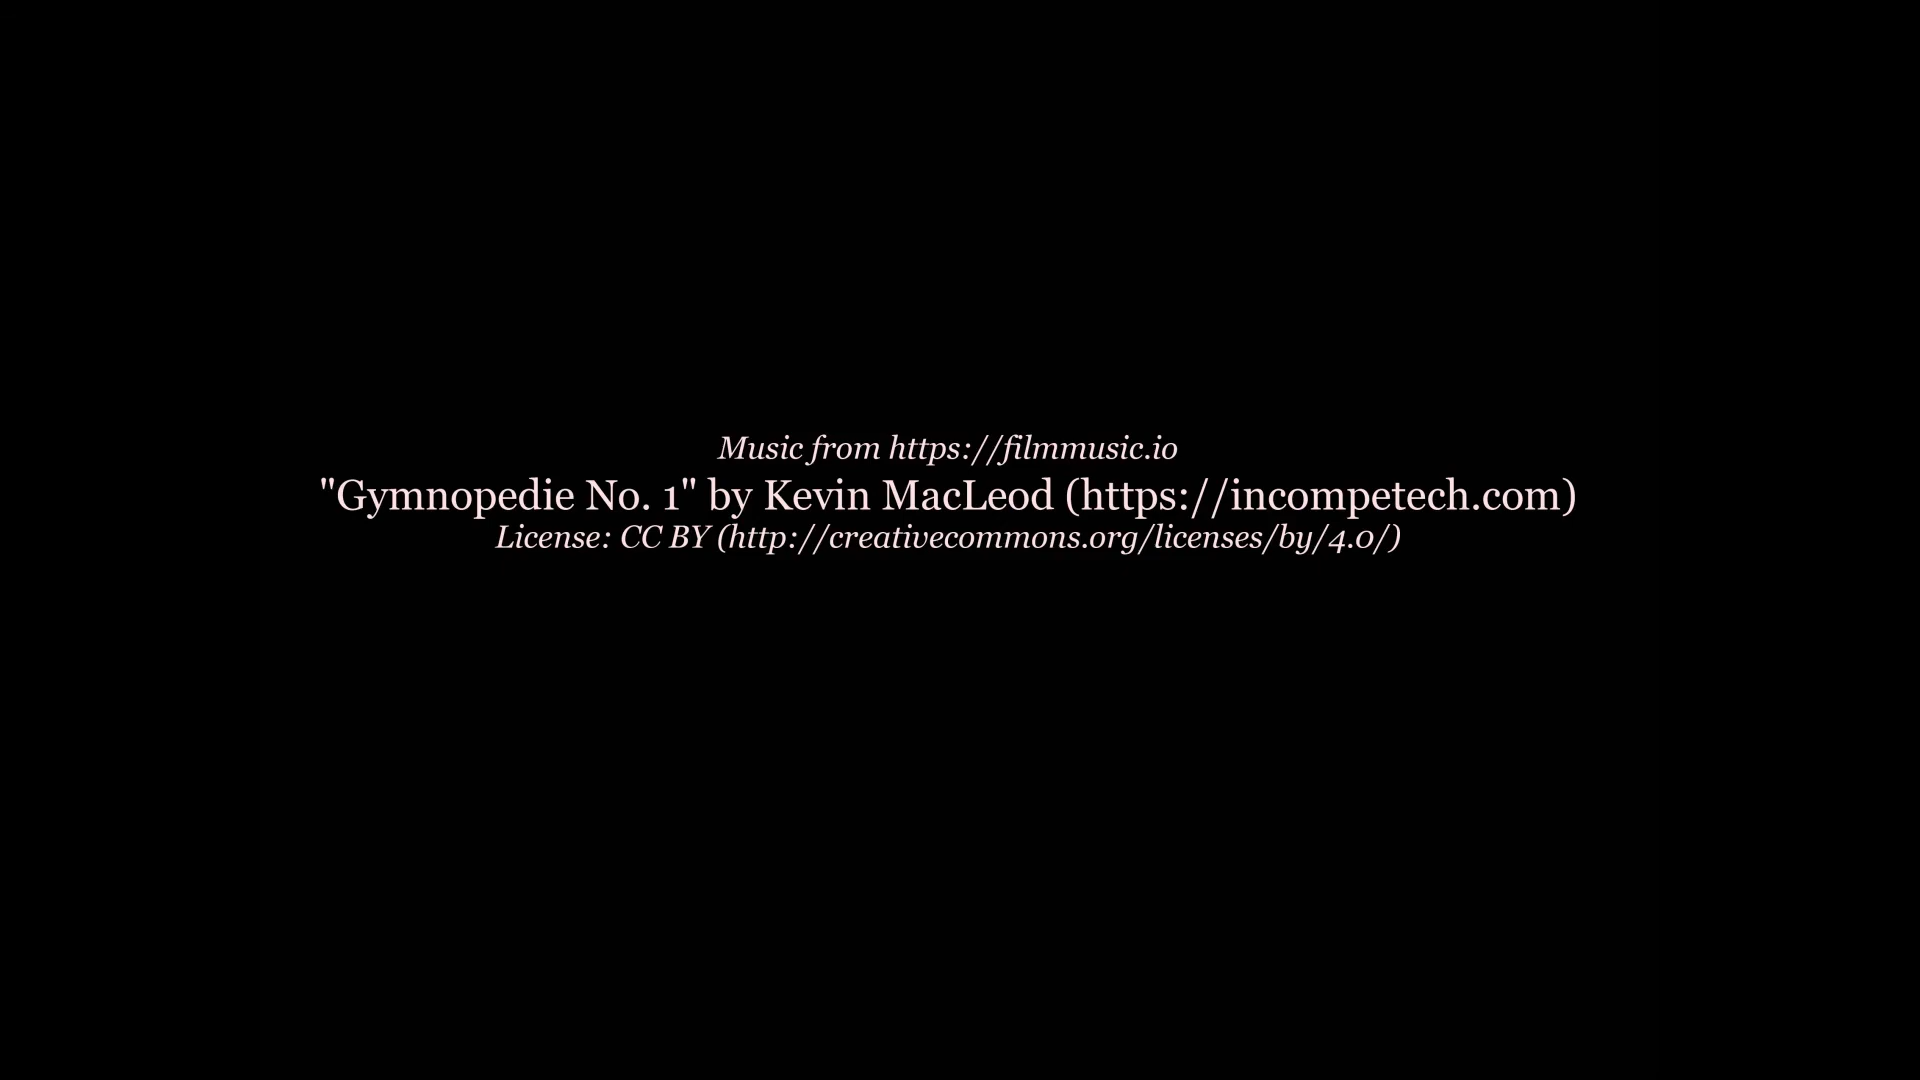 Music from https://filmmusic.io
"Gymnopedie No. 1" by Kevin MacLeod (https://incompetech.com)
License: CC BY (http://creativecommons.org/licenses/by/4.0/)